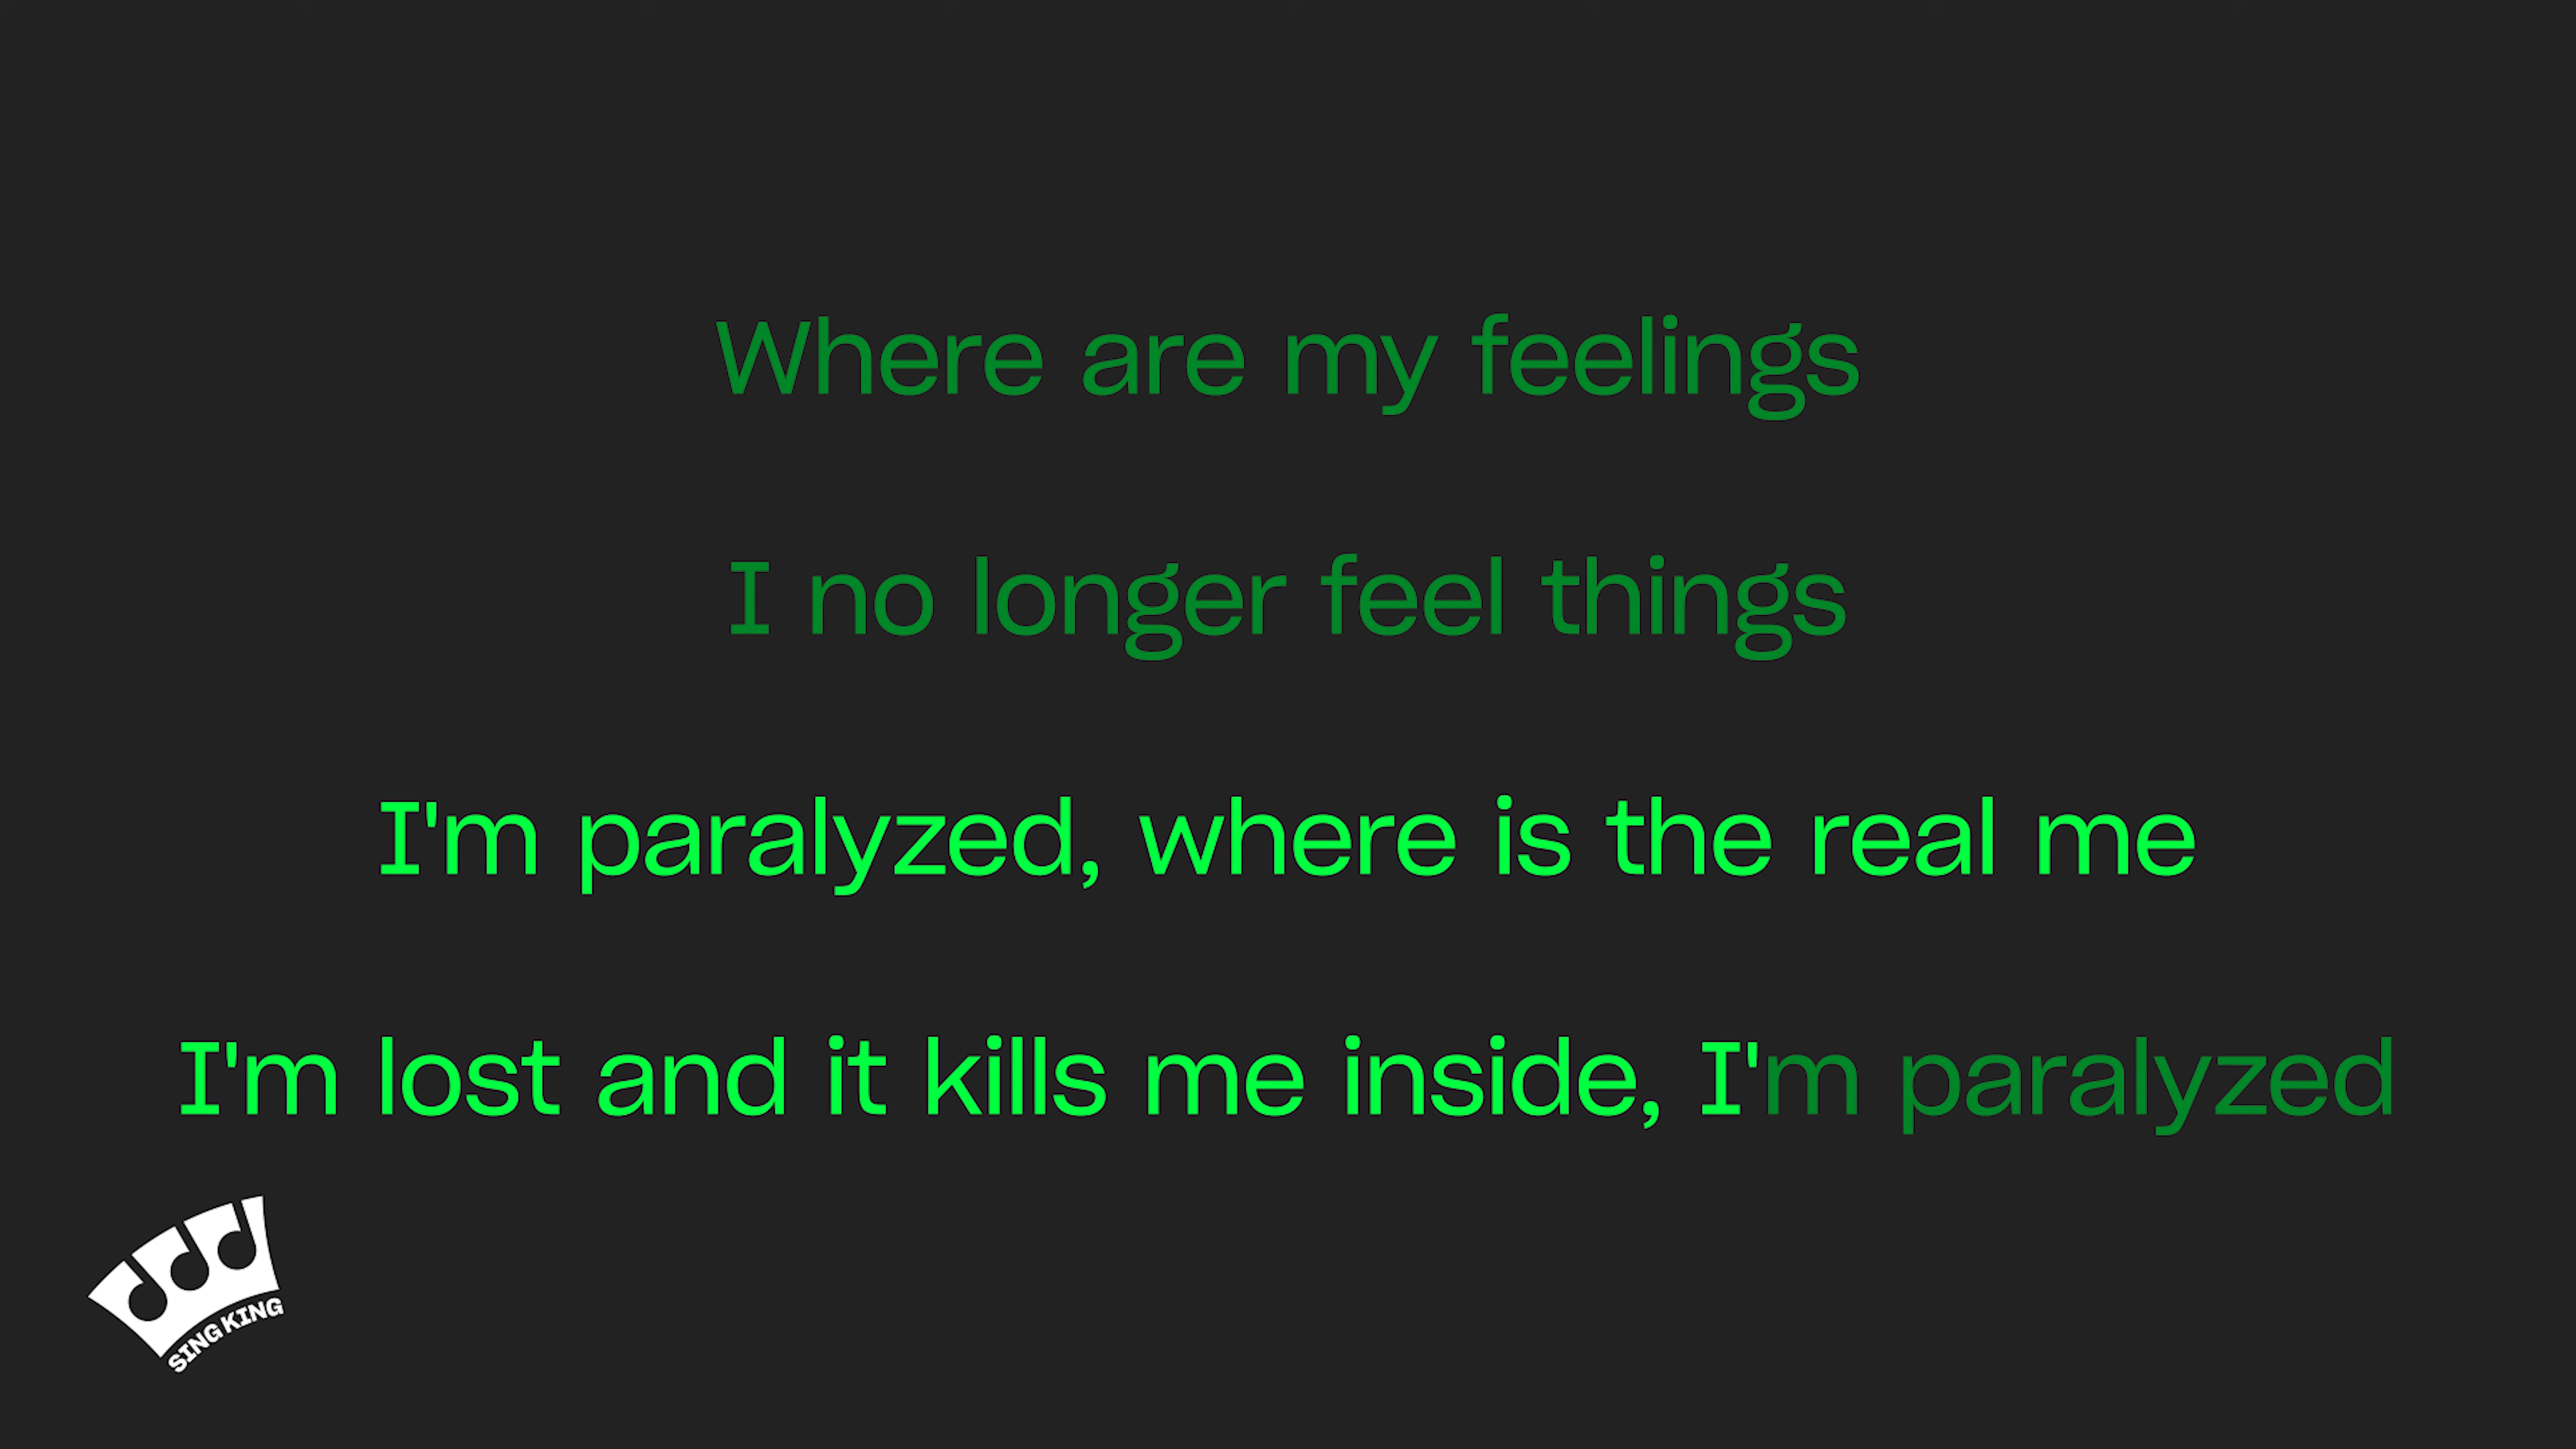 Where are my feelings
I no longer feel things
I'm paralyzed, where is the real me
I'm lost and it kills me inside, I'm paralyzed
SING KING